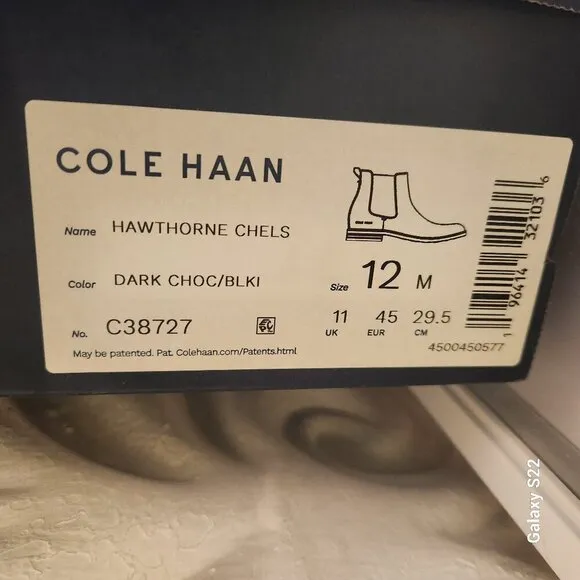 COLE HAAN
Name HAWTHORNE CHELS
Color DARK CHOC/BLKI
Size 12 M
No. C38727
11 45 29.5
UK EUR CM
May be patented. Pat. Colehaan.com/Patents.html
4500450577
1 96414 32103 6
Galaxy S22